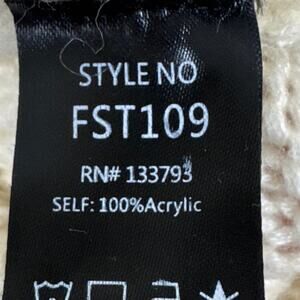 STYLE NO
FST109
RN# 133793
SELF: 100%Acrylic